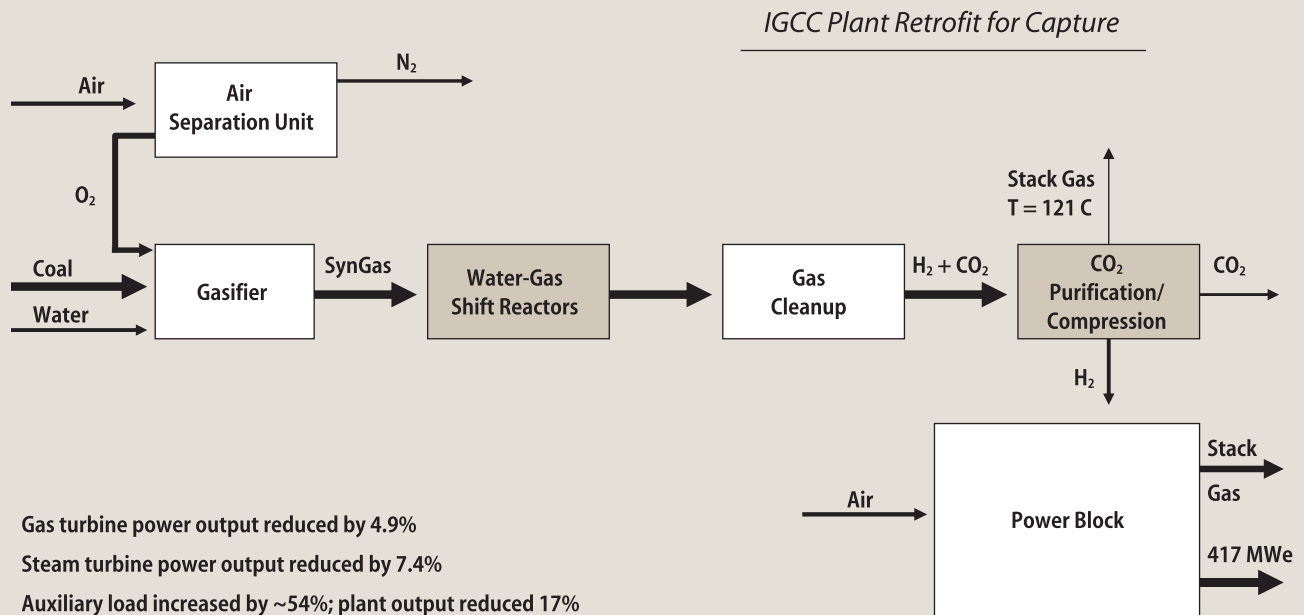 IGCC Plant Retrofit for Capture
N₂
Air
Air
Separation Unit
O₂
Stack Gas
T = 121 C
Coal
Water
Gasifier
SynGas
Water-Gas
Shift Reactors
Gas
Cleanup
H₂ + CO₂
CO₂
Purification/
Compression
CO₂
H₂
Air
Power Block
Stack
Gas
417 MWe
Gas turbine power output reduced by 4.9%
Steam turbine power output reduced by 7.4%
Auxiliary load increased by ~54%; plant output reduced 17%